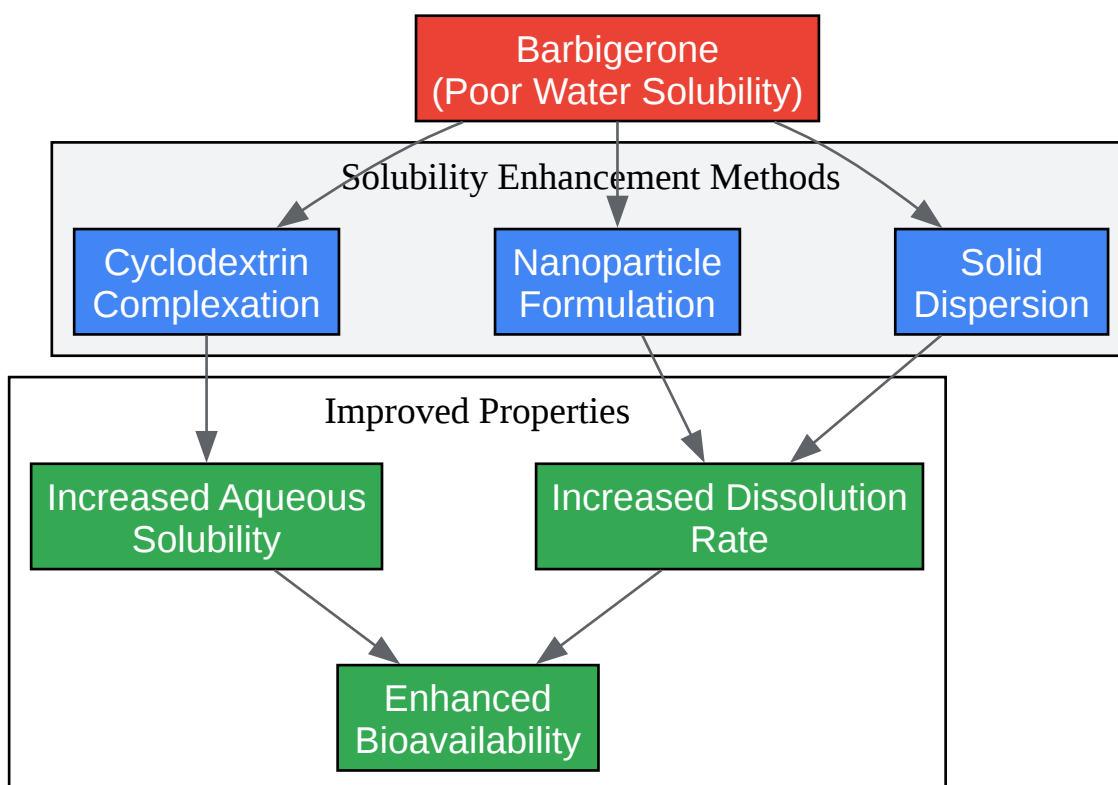 Barbigerone
(Poor Water Solubility)
Solubility Enhancement Methods
Cyclodextrin
Complexation
Nanoparticle
Formulation
Solid
Dispersion
Improved Properties
Increased Aqueous
Solubility
Increased Dissolution
Rate
Enhanced
Bioavailability